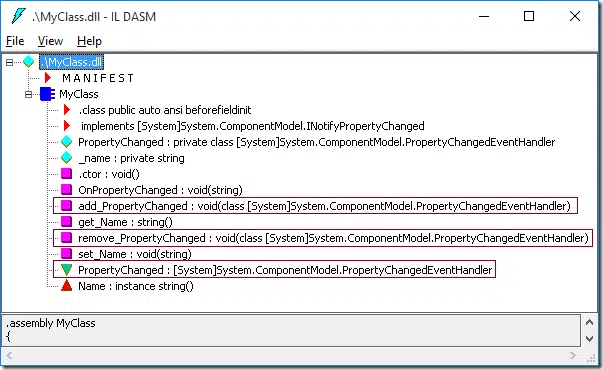 .\MyClass.dll - IL DASM
File View Help
.\MyClass.dll
M A N I F E S T
MyClass
.class public auto ansi beforefieldinit
implements [System]System.ComponentModel.INotifyPropertyChanged
PropertyChanged : private class [System]System.ComponentModel.PropertyChangedEventHandler
_name : private string
.ctor : void()
OnPropertyChanged : void(string)
add_PropertyChanged : void(class [System]System.ComponentModel.PropertyChangedEventHandler)
get_Name : string()
remove_PropertyChanged : void(class [System]System.ComponentModel.PropertyChangedEventHandler)
set_Name : void(string)
PropertyChanged : [System]System.ComponentModel.PropertyChangedEventHandler
Name : instance string()
.assembly MyClass
{